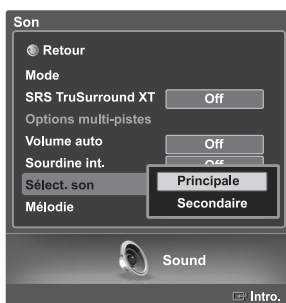 Son
Retour
Mode
SRS TruSurround XT Off
Options multi-pistes
Volume auto Off
Sourdine int. Off
Sélect. son Principale
Secondaire
Mélodie
Sound
Intro.